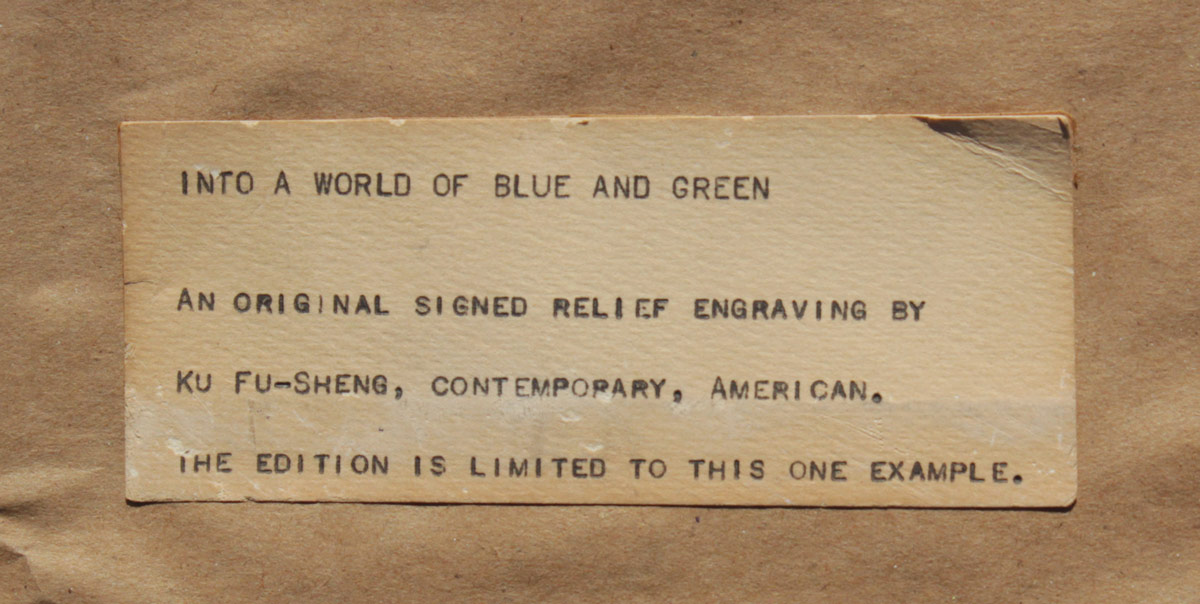 INTO A WORLD OF BLUE AND GREEN
AN ORIGINAL SIGNED RELIEF ENGRAVING BY
KU FU-SHENG, CONTEMPORARY, AMERICAN.
THE EDITION IS LIMITED TO THIS ONE EXAMPLE.